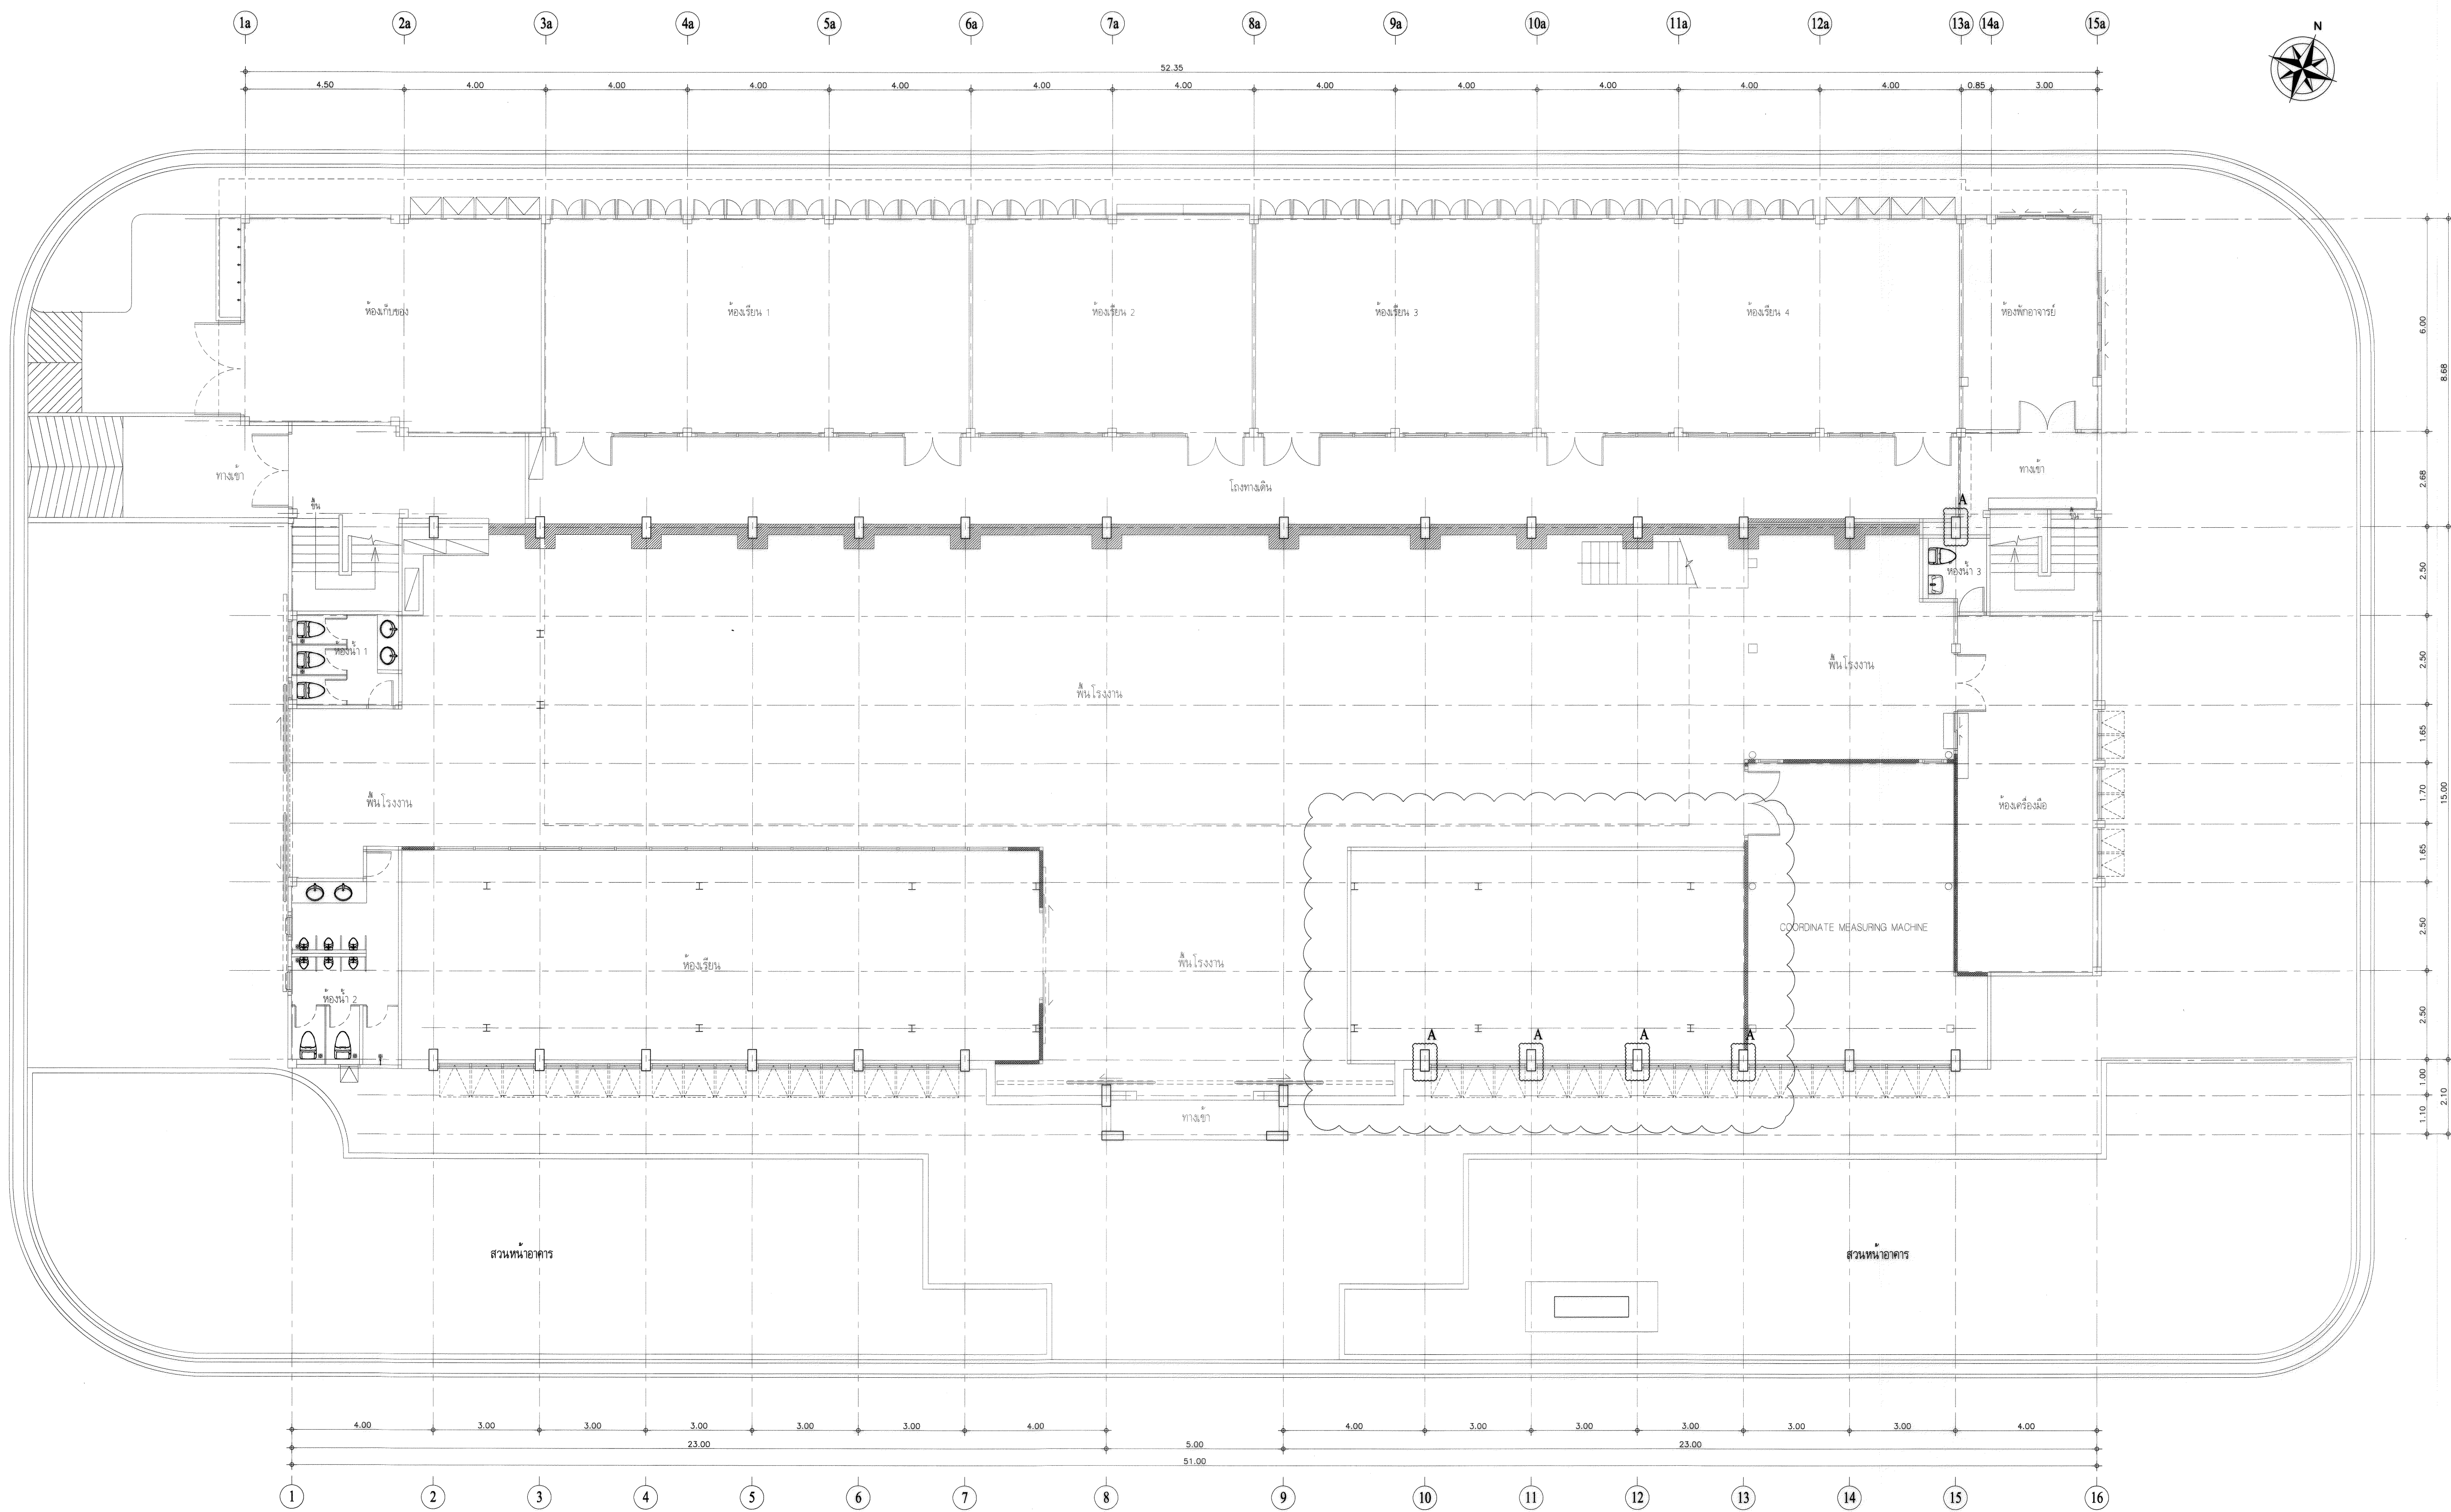 1a 2a 3a 4a 5a 6a 7a 8a 9a 10a 11a 12a 13a 14a 15a
N
52.35
4.50 4.00 4.00 4.00 4.00 4.00 4.00 4.00 4.00 4.00 4.00 4.00 0.85 3.00
ห้องเก็บของ
ห้องเรียน 1
ห้องเรียน 2
ห้องเรียน 3
ห้องเรียน 4
ห้องพักอาจารย์
6.00
8.68
ทางเข้า
โถงทางเดิน
ทางเข้า
2.68
ขึ้น
A
ขึ้น
ห้องน้ำ 3
2.50
ห้องน้ำ 1
พื้นโรงงาน
พื้นโรงงาน
2.50
1.65
พื้นโรงงาน
ห้องเครื่องมือ
1.70
15.00
1.65
COORDINATE MEASURING MACHINE
2.50
ห้องเรียน
พื้นโรงงาน
ห้องน้ำ 2
2.50
A A A A
1.00
2.10
1.10
ทางเข้า
สวนหน้าอาคาร
สวนหน้าอาคาร
4.00 3.00 3.00 3.00 3.00 3.00 4.00 4.00 3.00 3.00 3.00 3.00 3.00 4.00
23.00 5.00 23.00
51.00
1 2 3 4 5 6 7 8 9 10 11 12 13 14 15 16